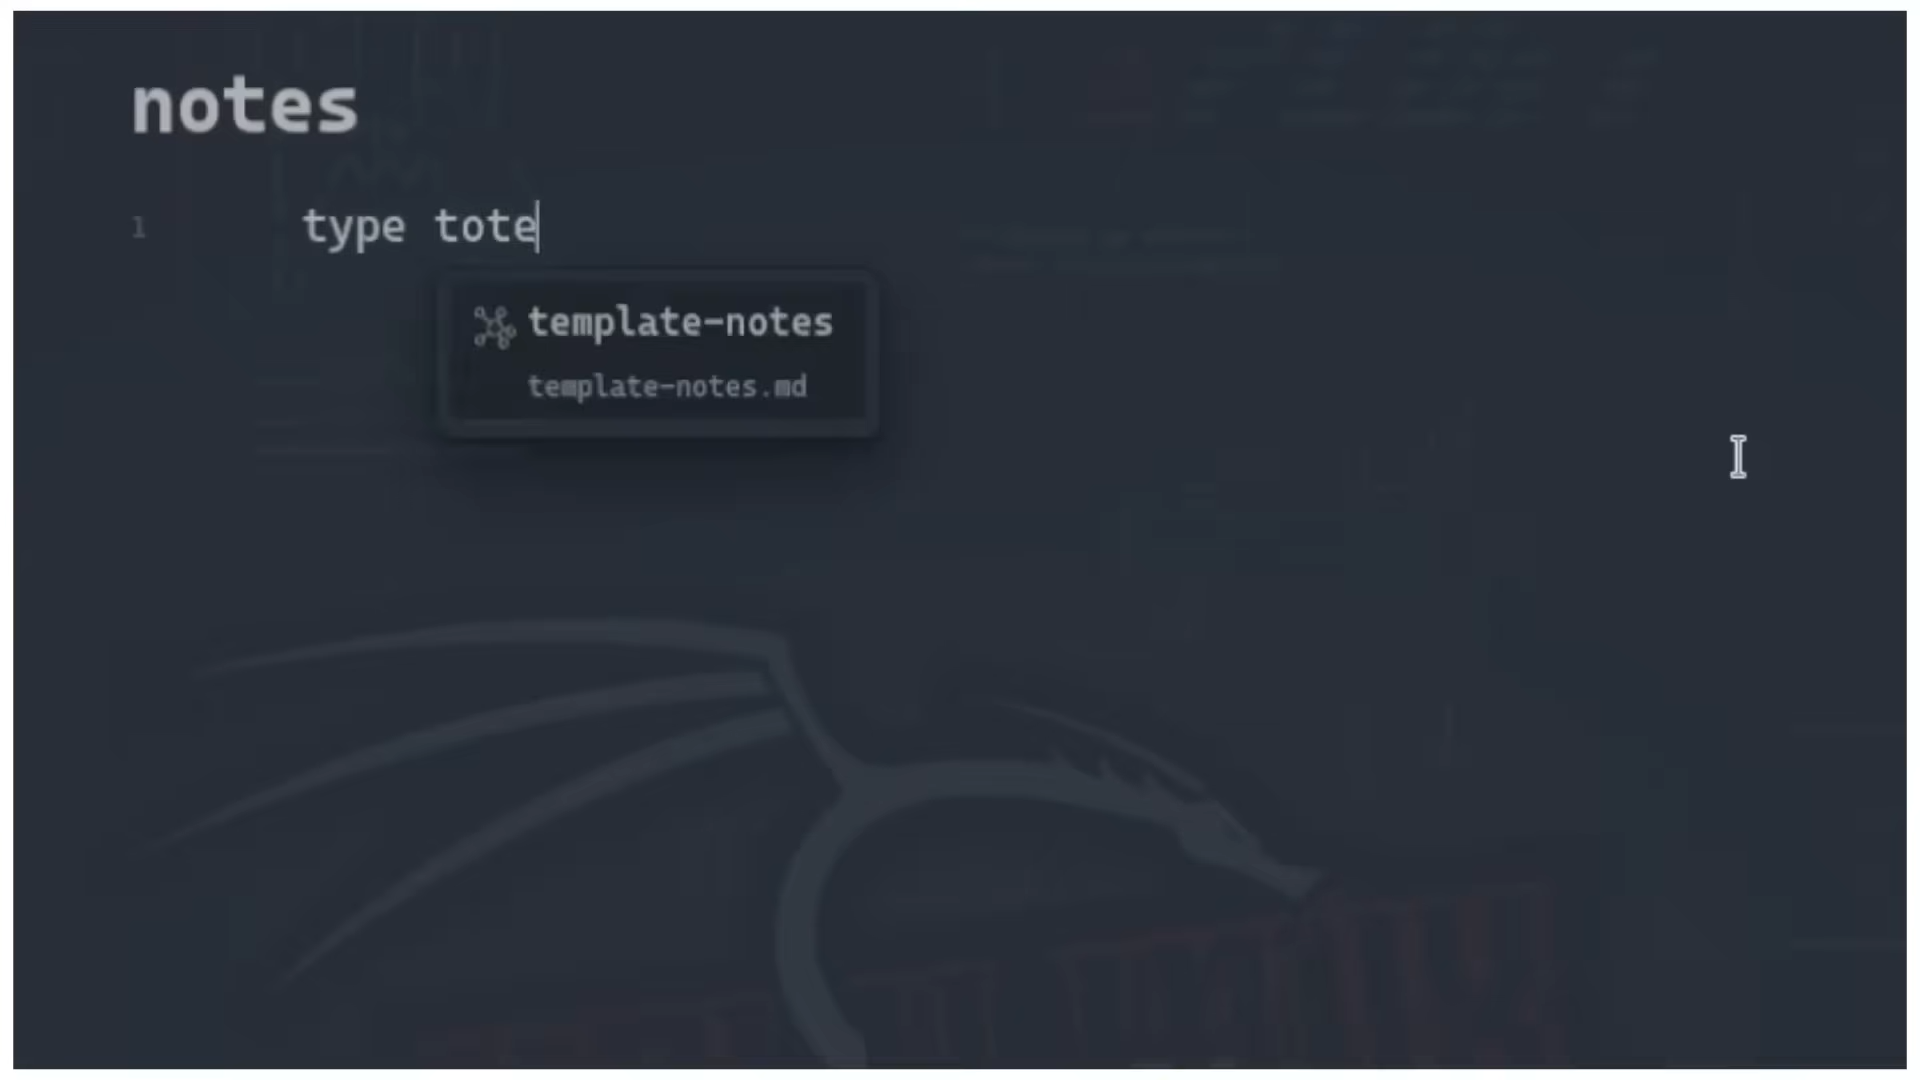 notes
1 type tote
template-notes
template-notes.md